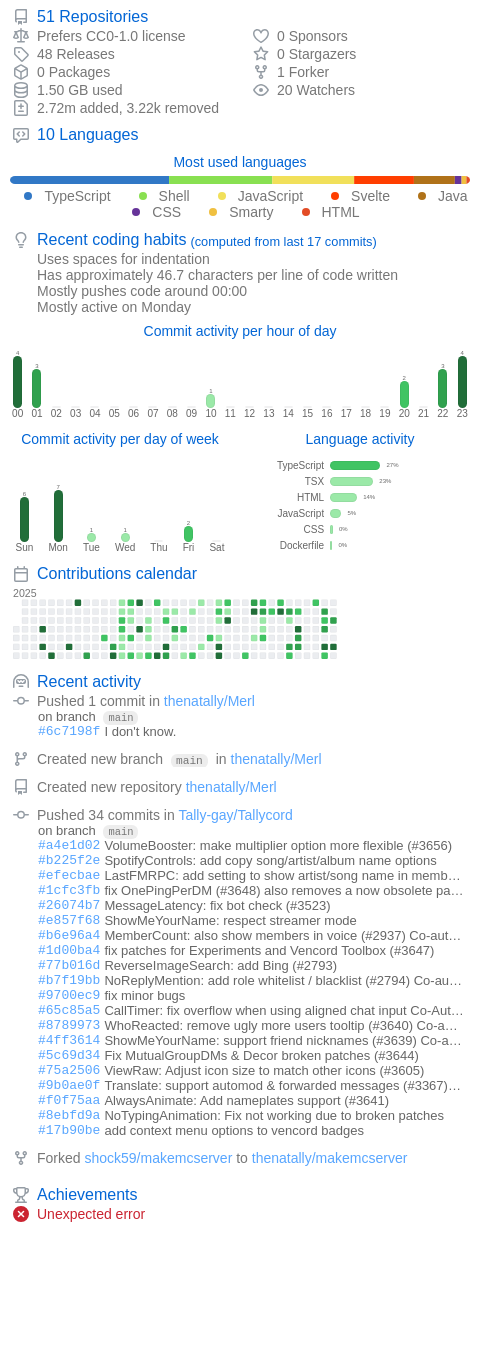 51 Repositories
Prefers CC0-1.0 license
0 Sponsors
48 Releases
0 Stargazers
0 Packages
1 Forker
1.50 GB used
20 Watchers
2.72m added, 3.22k removed
10 Languages
Most used languages
TypeScript Shell JavaScript Svelte Java
CSS Smarty HTML
Recent coding habits (computed from last 17 commits)
Uses spaces for indentation
Has approximately 46.7 characters per line of code written
Mostly pushes code around 00:00
Mostly active on Monday
Commit activity per hour of day
4 3 1 2 3 4
00 01 02 03 04 05 06 07 08 09 10 11 12 13 14 15 16 17 18 19 20 21 22 23
Commit activity per day of week
6 7 1 1 2
Sun Mon Tue Wed Thu Fri Sat
Language activity
TypeScript 27%
TSX 23%
HTML 14%
JavaScript 5%
CSS 0%
Dockerfile 0%
Contributions calendar
2025
Recent activity
Pushed 1 commit in thenatally/Merl
on branch main
#6c7198f I don't know.
Created new branch main in thenatally/Merl
Created new repository thenatally/Merl
Pushed 34 commits in Tally-gay/Tallycord
on branch main
#a4e1d02 VolumeBooster: make multiplier option more flexible (#3656)
#b225f2e SpotifyControls: add copy song/artist/album name options
#efecbae LastFMRPC: add setting to show artist/song name in memb…
#1cfc3fb fix OnePingPerDM (#3648) also removes a now obsolete pa…
#26074b7 MessageLatency: fix bot check (#3523)
#e857f68 ShowMeYourName: respect streamer mode
#b6e96a4 MemberCount: also show members in voice (#2937) Co-aut…
#1d00ba4 fix patches for Experiments and Vencord Toolbox (#3647)
#77b016d ReverseImageSearch: add Bing (#2793)
#b7f19bb NoReplyMention: add role whitelist / blacklist (#2794) Co-au…
#9700ec9 fix minor bugs
#65c85a5 CallTimer: fix overflow when using aligned chat input Co-Aut…
#8789973 WhoReacted: remove ugly more users tooltip (#3640) Co-a…
#4ff3614 ShowMeYourName: support friend nicknames (#3639) Co-a…
#5c69d34 Fix MutualGroupDMs & Decor broken patches (#3644)
#75a2506 ViewRaw: Adjust icon size to match other icons (#3605)
#9b0ae0f Translate: support automod & forwarded messages (#3367)…
#f0f75aa AlwaysAnimate: Add nameplates support (#3641)
#8ebfd9a NoTypingAnimation: Fix not working due to broken patches
#17b90be add context menu options to vencord badges
Forked shock59/makemcserver to thenatally/makemcserver
Achievements
Unexpected error